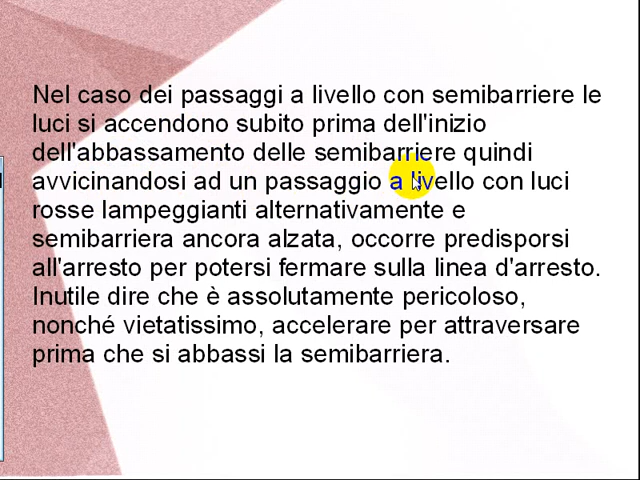 Nel caso dei passaggi a livello con semibarriere le
luci si accendono subito prima dell'inizio
dell'abbassamento delle semibarriere quindi
avvicinandosi ad un passaggio a livello con luci
rosse lampeggianti alternativamente e
semibarriera ancora alzata, occorre predisporsi
all'arresto per potersi fermare sulla linea d'arresto.
Inutile dire che è assolutamente pericoloso,
nonché vietatissimo, accelerare per attraversare
prima che si abbassi la semibarriera.